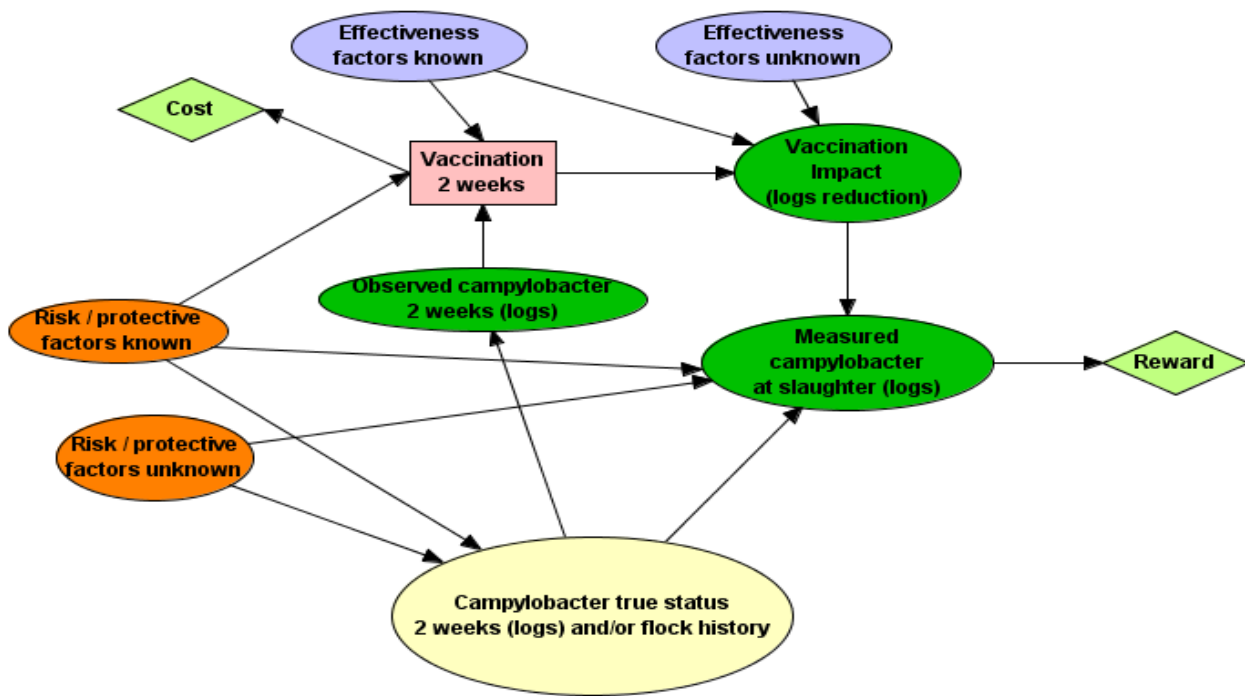 Effectiveness
factors known
Effectiveness
factors unknown
Cost
Vaccination
2 weeks
Vaccination
Impact
(logs reduction)
Observed campylobacter
2 weeks (logs)
Risk / protective
factors known
Measured
campylobacter
at slaughter (logs)
Reward
Risk / protective
factors unknown
Campylobacter true status
2 weeks (logs) and/or flock history